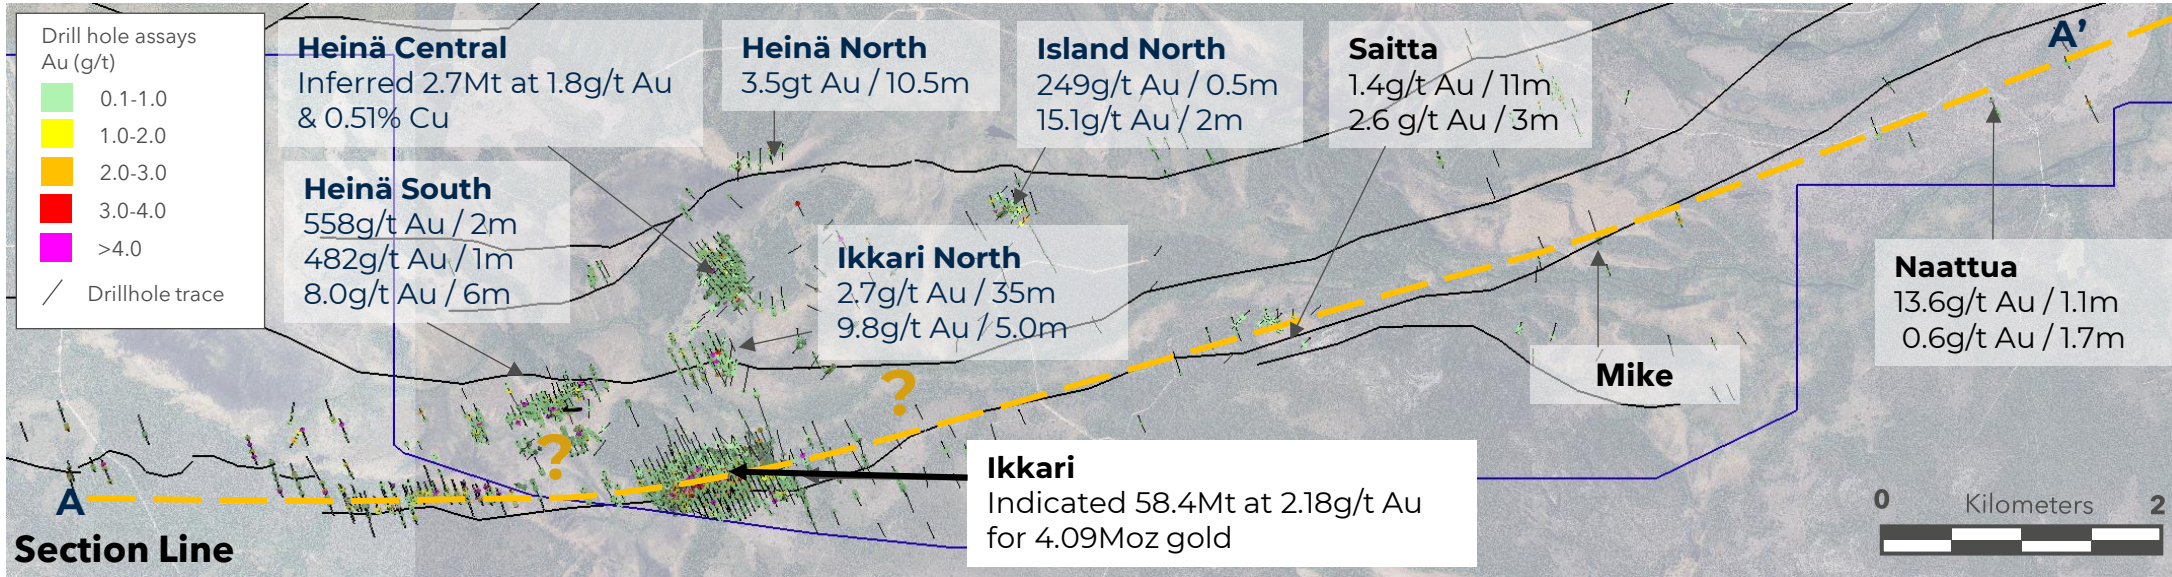 Drill hole assays
Au (g/t)
0.1-1.0
1.0-2.0
2.0-3.0
3.0-4.0
>4.0
Drillhole trace
Heinä Central
Inferred 2.7Mt at 1.8g/t Au
& 0.51% Cu
Heinä North
3.5gt Au / 10.5m
Island North
249g/t Au / 0.5m
15.1g/t Au / 2m
Saitta
1.4g/t Au / 11m
2.6 g/t Au / 3m
A’
Heinä South
558g/t Au / 2m
482g/t Au / 1m
8.0g/t Au / 6m
Ikkari North
2.7g/t Au / 35m
9.8g/t Au / 5.0m
Naattua
13.6g/t Au / 1.1m
0.6g/t Au / 1.7m
Mike
?
?
Ikkari
Indicated 58.4Mt at 2.18g/t Au
for 4.09Moz gold
A
Section Line
0 Kilometers 2